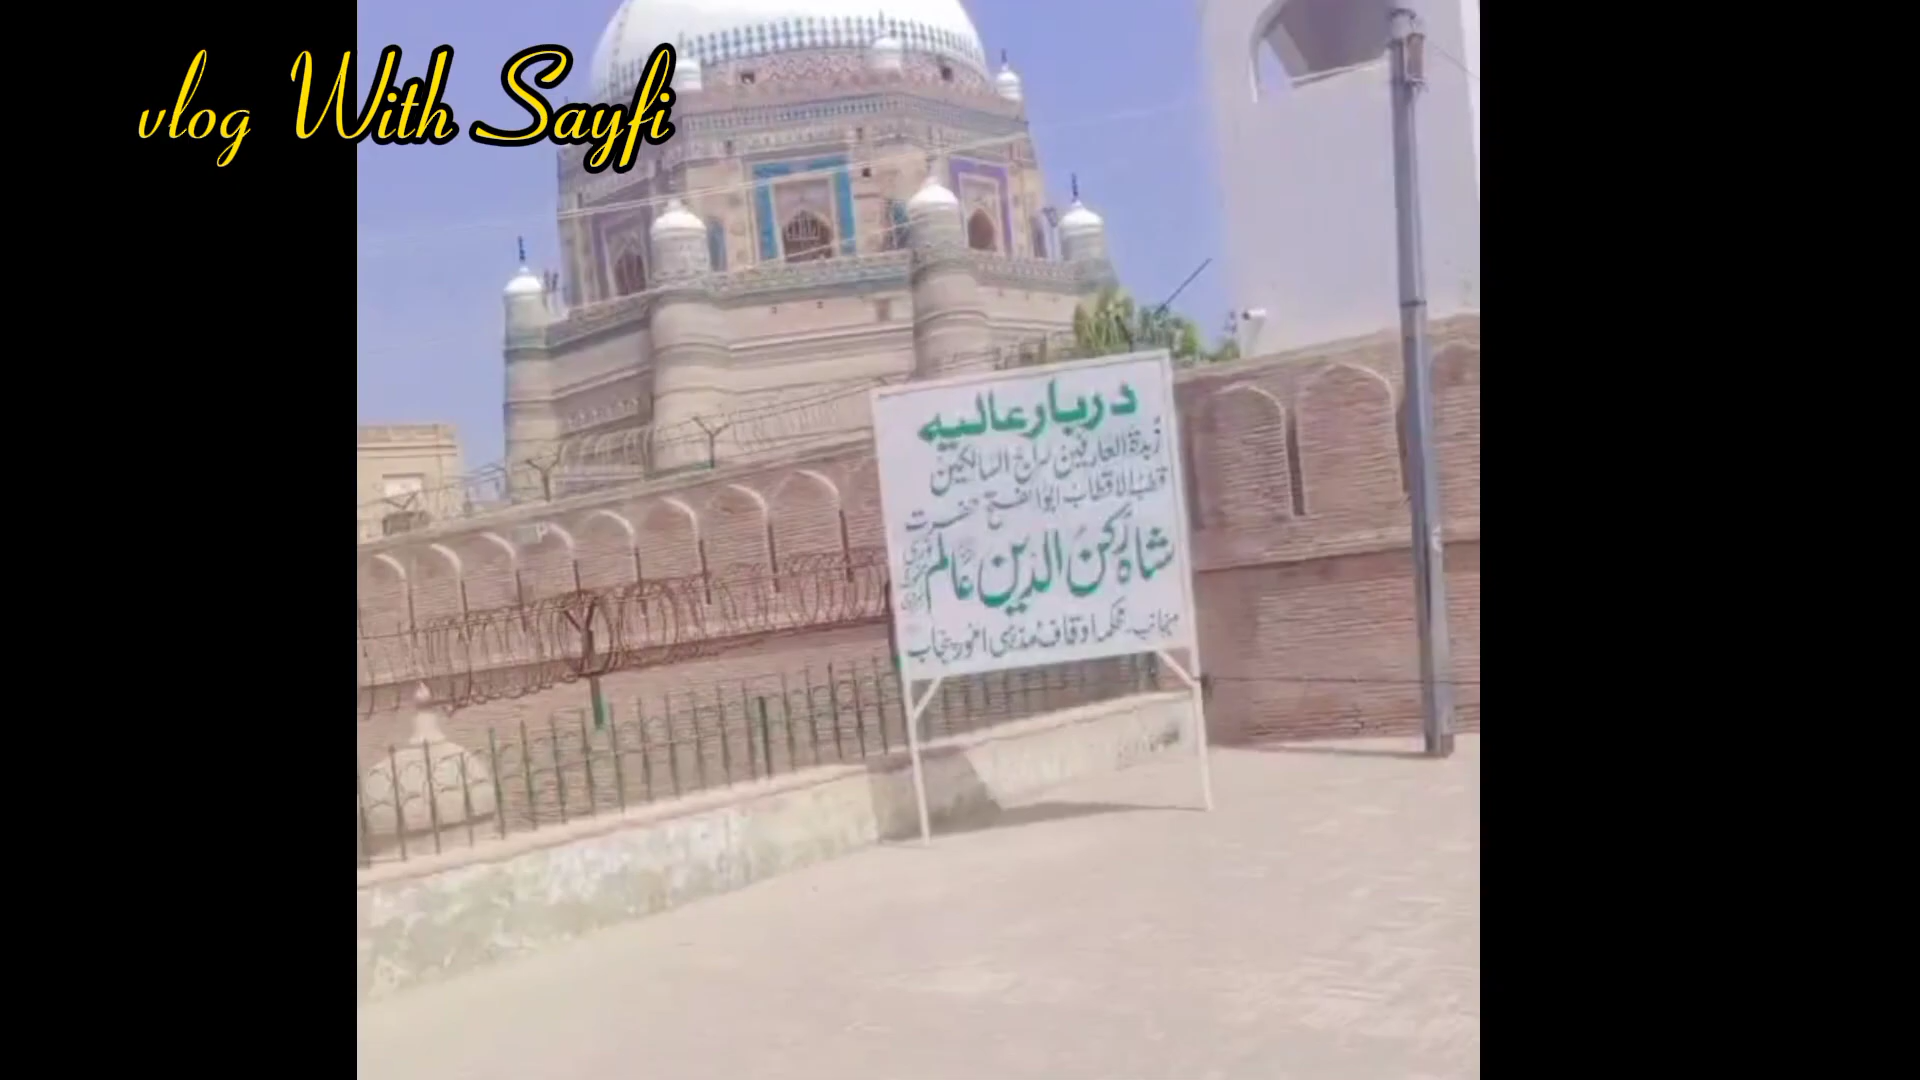 vlog With Sayfi
دربار عالیہ
زبدۃ العارفین سراج السالکین
قطب الاقطاب ابوالفتح حضرت
شاہ رکن الدین عالم
منجانب۔ محکمہ اوقاف مذہبی امور پنجاب